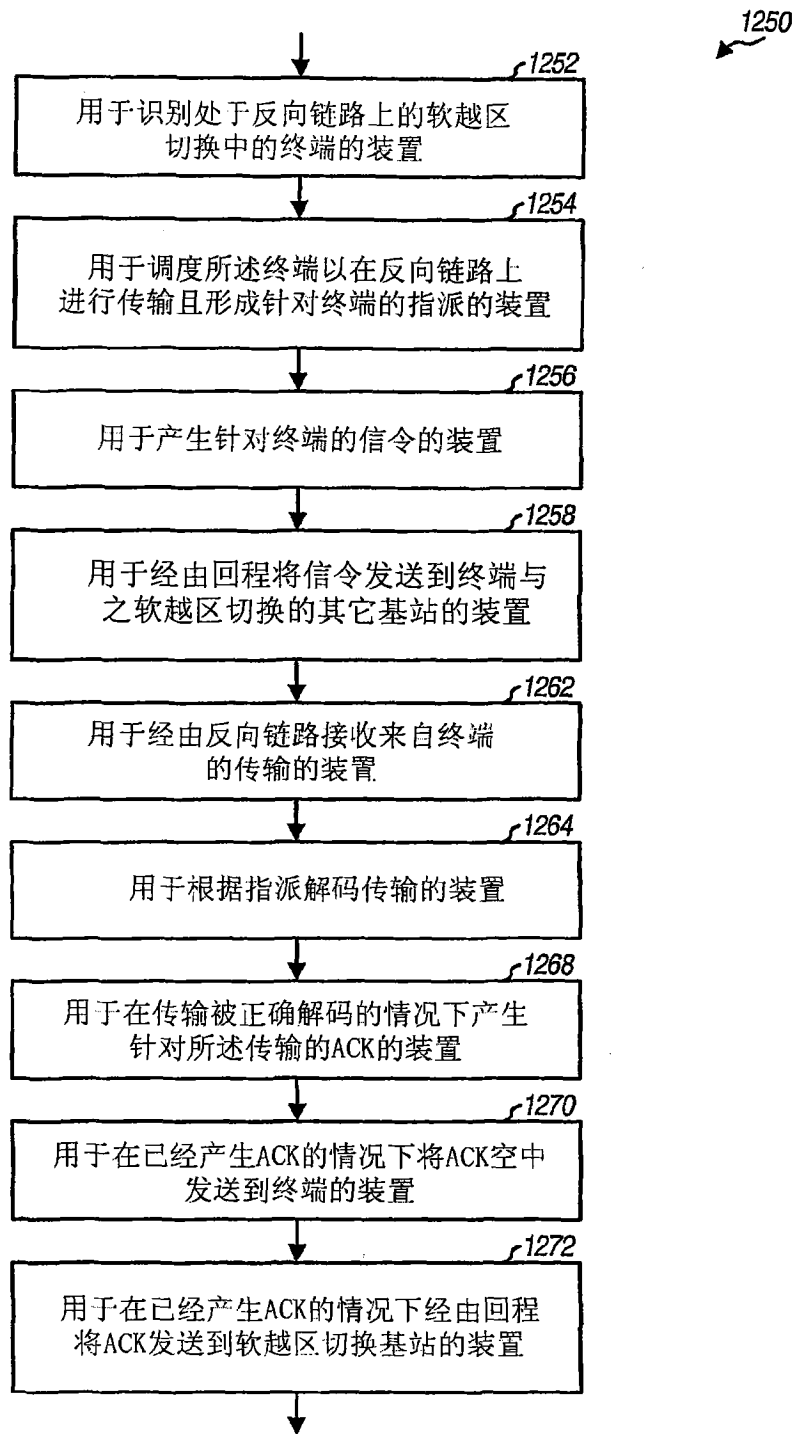 1250
1252
用于识别处于反向链路上的软越区
切换中的终端的装置
1254
用于调度所述终端以在反向链路上
进行传输且形成针对终端的指派的装置
1256
用于产生针对终端的信令的装置
1258
用于经由回程将信令发送到终端与
之软越区切换的其它基站的装置
1262
用于经由反向链路接收来自终端
的传输的装置
1264
用于根据指派解码传输的装置
1268
用于在传输被正确解码的情况下产生
针对所述传输的ACK的装置
1270
用于在已经产生ACK的情况下将ACK空中
发送到终端的装置
1272
用于在已经产生ACK的情况下经由回程
将ACK发送到软越区切换基站的装置